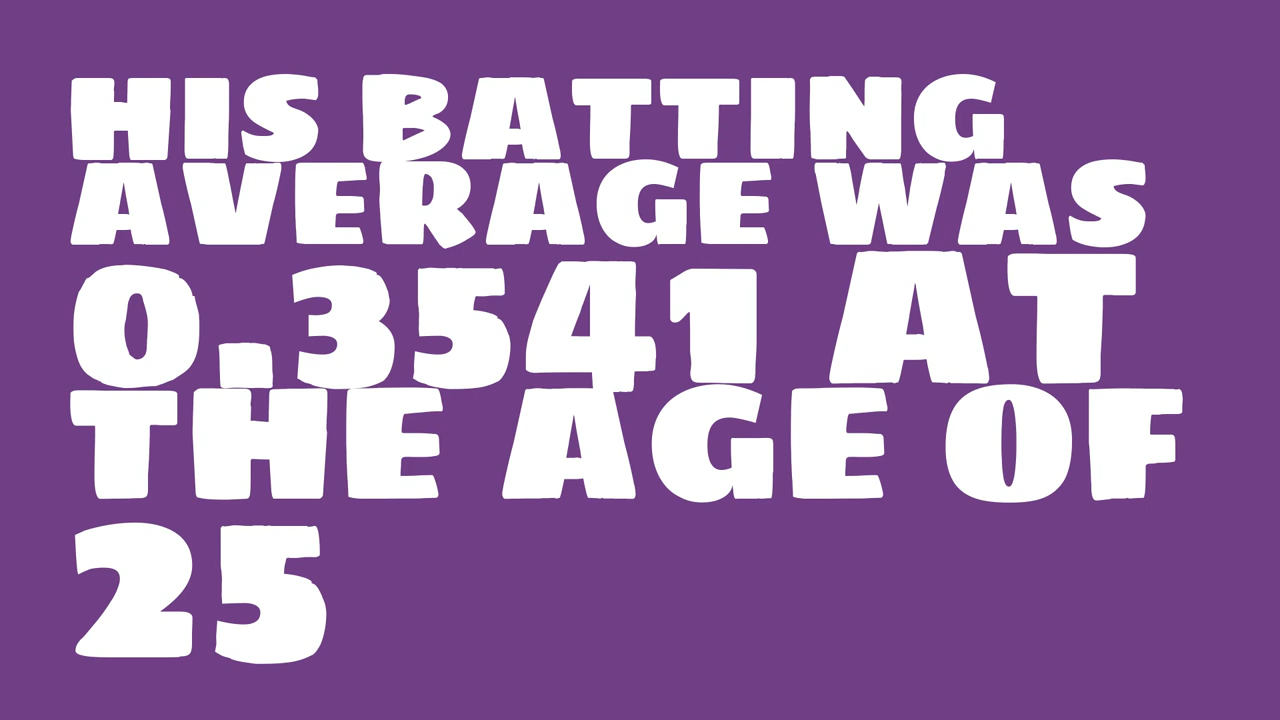 HIS BATTING
AVERAGE WAS
0.3541 AT
THE AGE OF
25